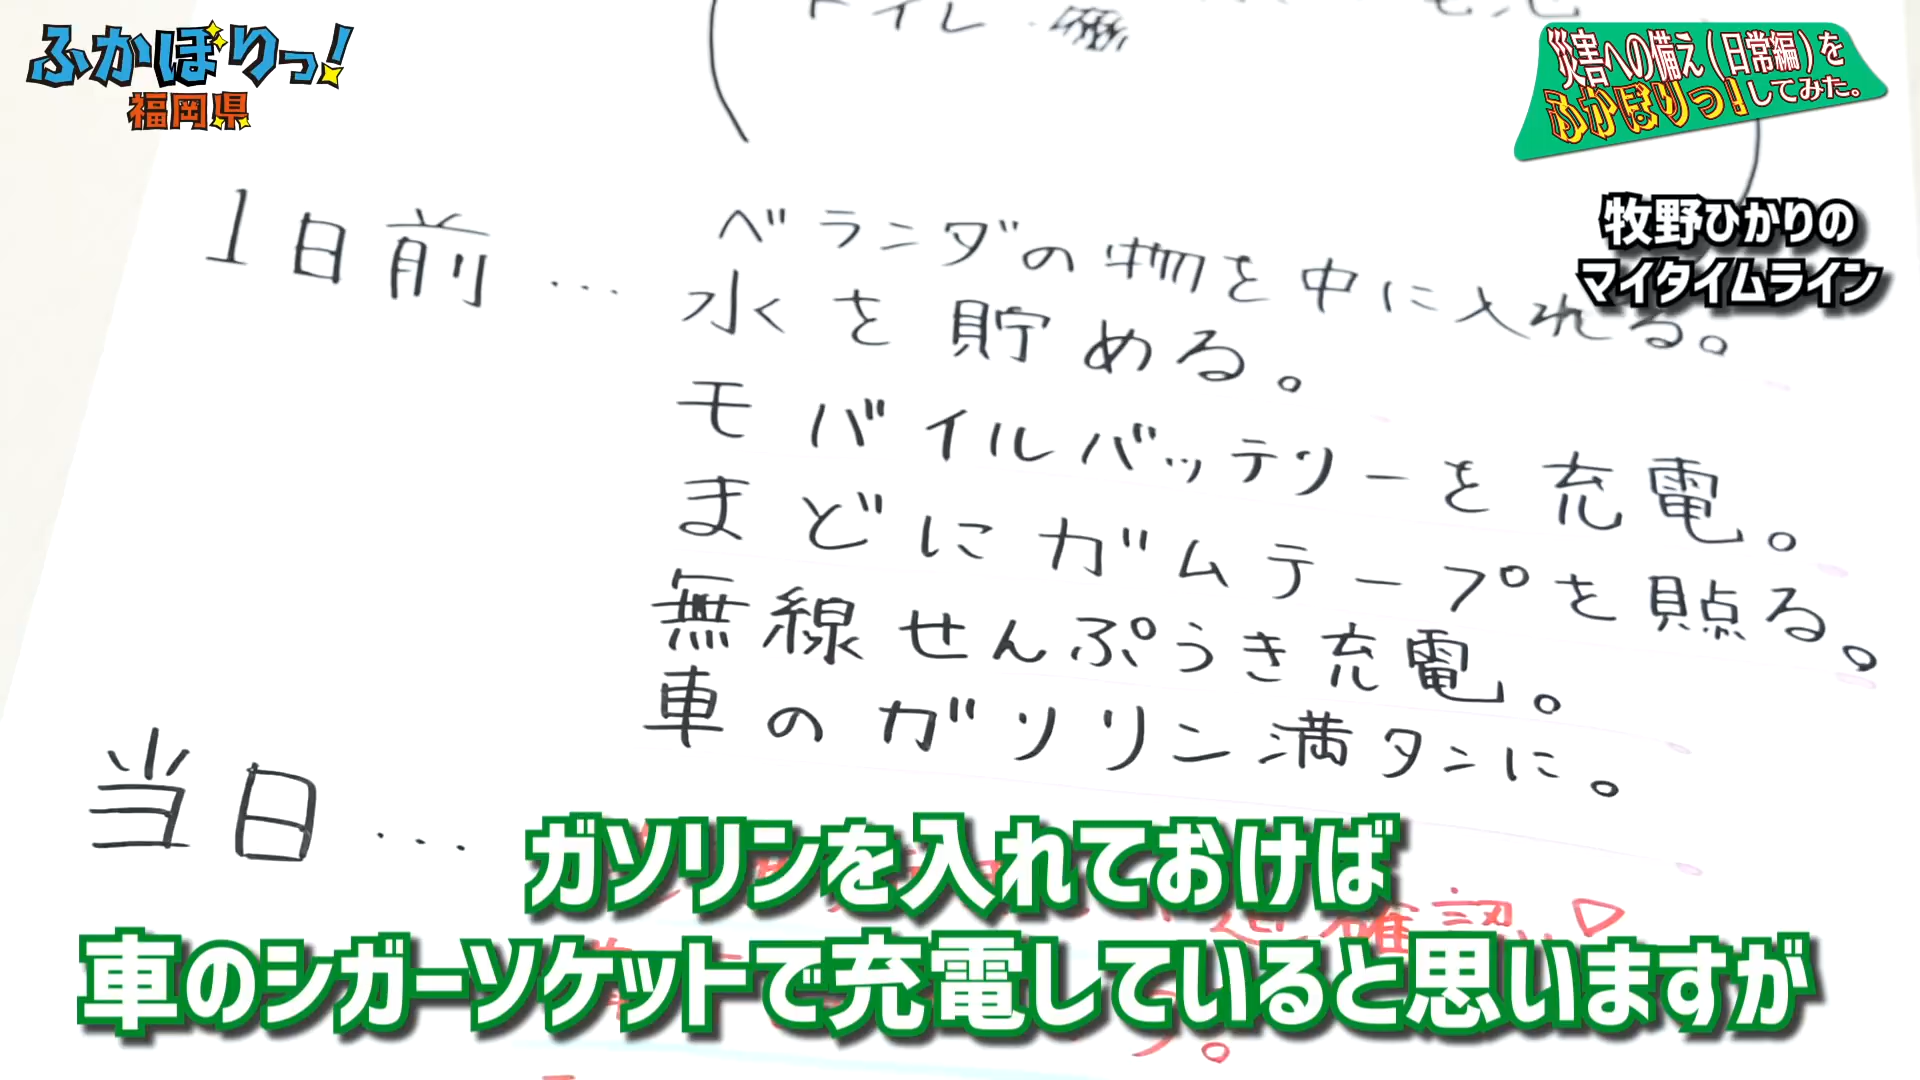 ふかぼりっ!
福岡県
災害への備え(日常編)を
ふかぼりっ!してみた。
牧野ひかりの
マイタイムライン
トイレ
1日前… ベランダの物を中に入れる。
水を貯める。
モバイルバッテリーを充電。
まどにガムテープを貼る。
無線せんぷうき充電。
車のガソリン満タンに。
当日…
確認
ガソリンを入れておけば
車のシガーソケットで充電していると思いますが